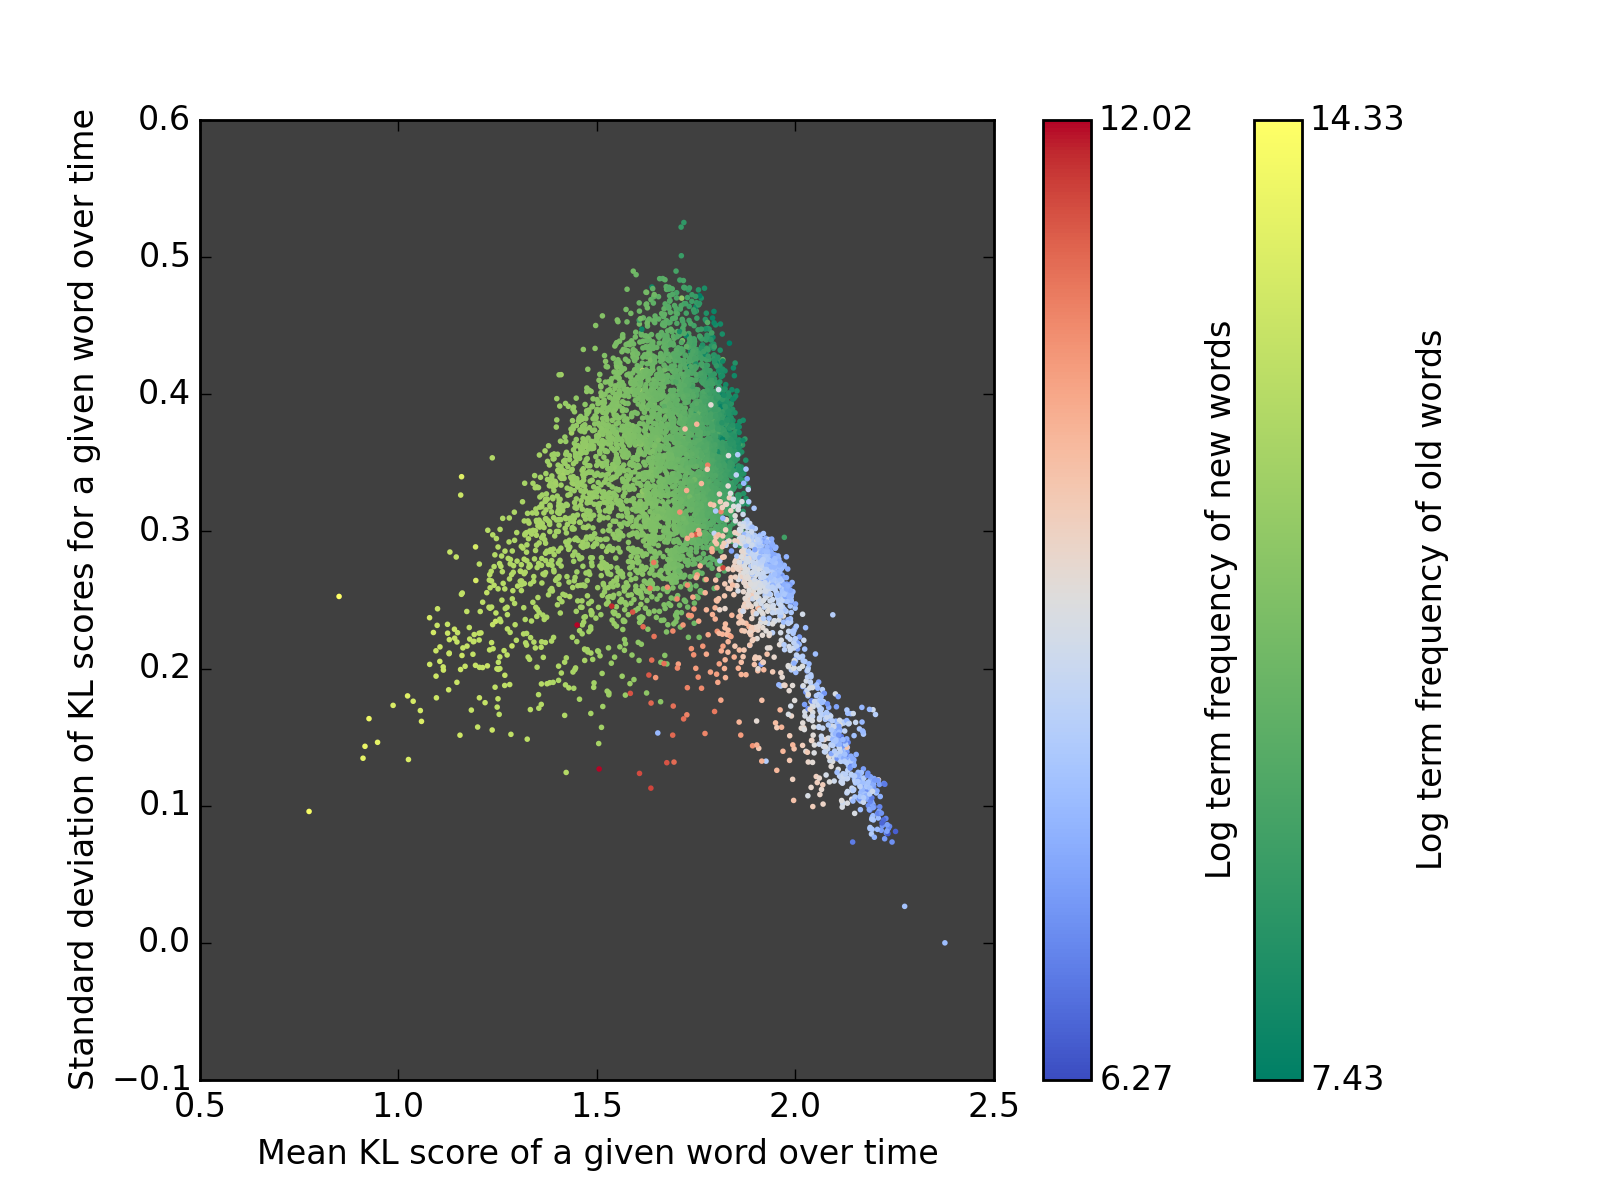 0.6
0.5
0.4
0.3
0.2
0.1
0.0
−0.1
0.5 1.0 1.5 2.0 2.5
Mean KL score of a given word over time
Standard deviation of KL scores for a given word over time
12.02
6.27
Log term frequency of new words
14.33
7.43
Log term frequency of old words